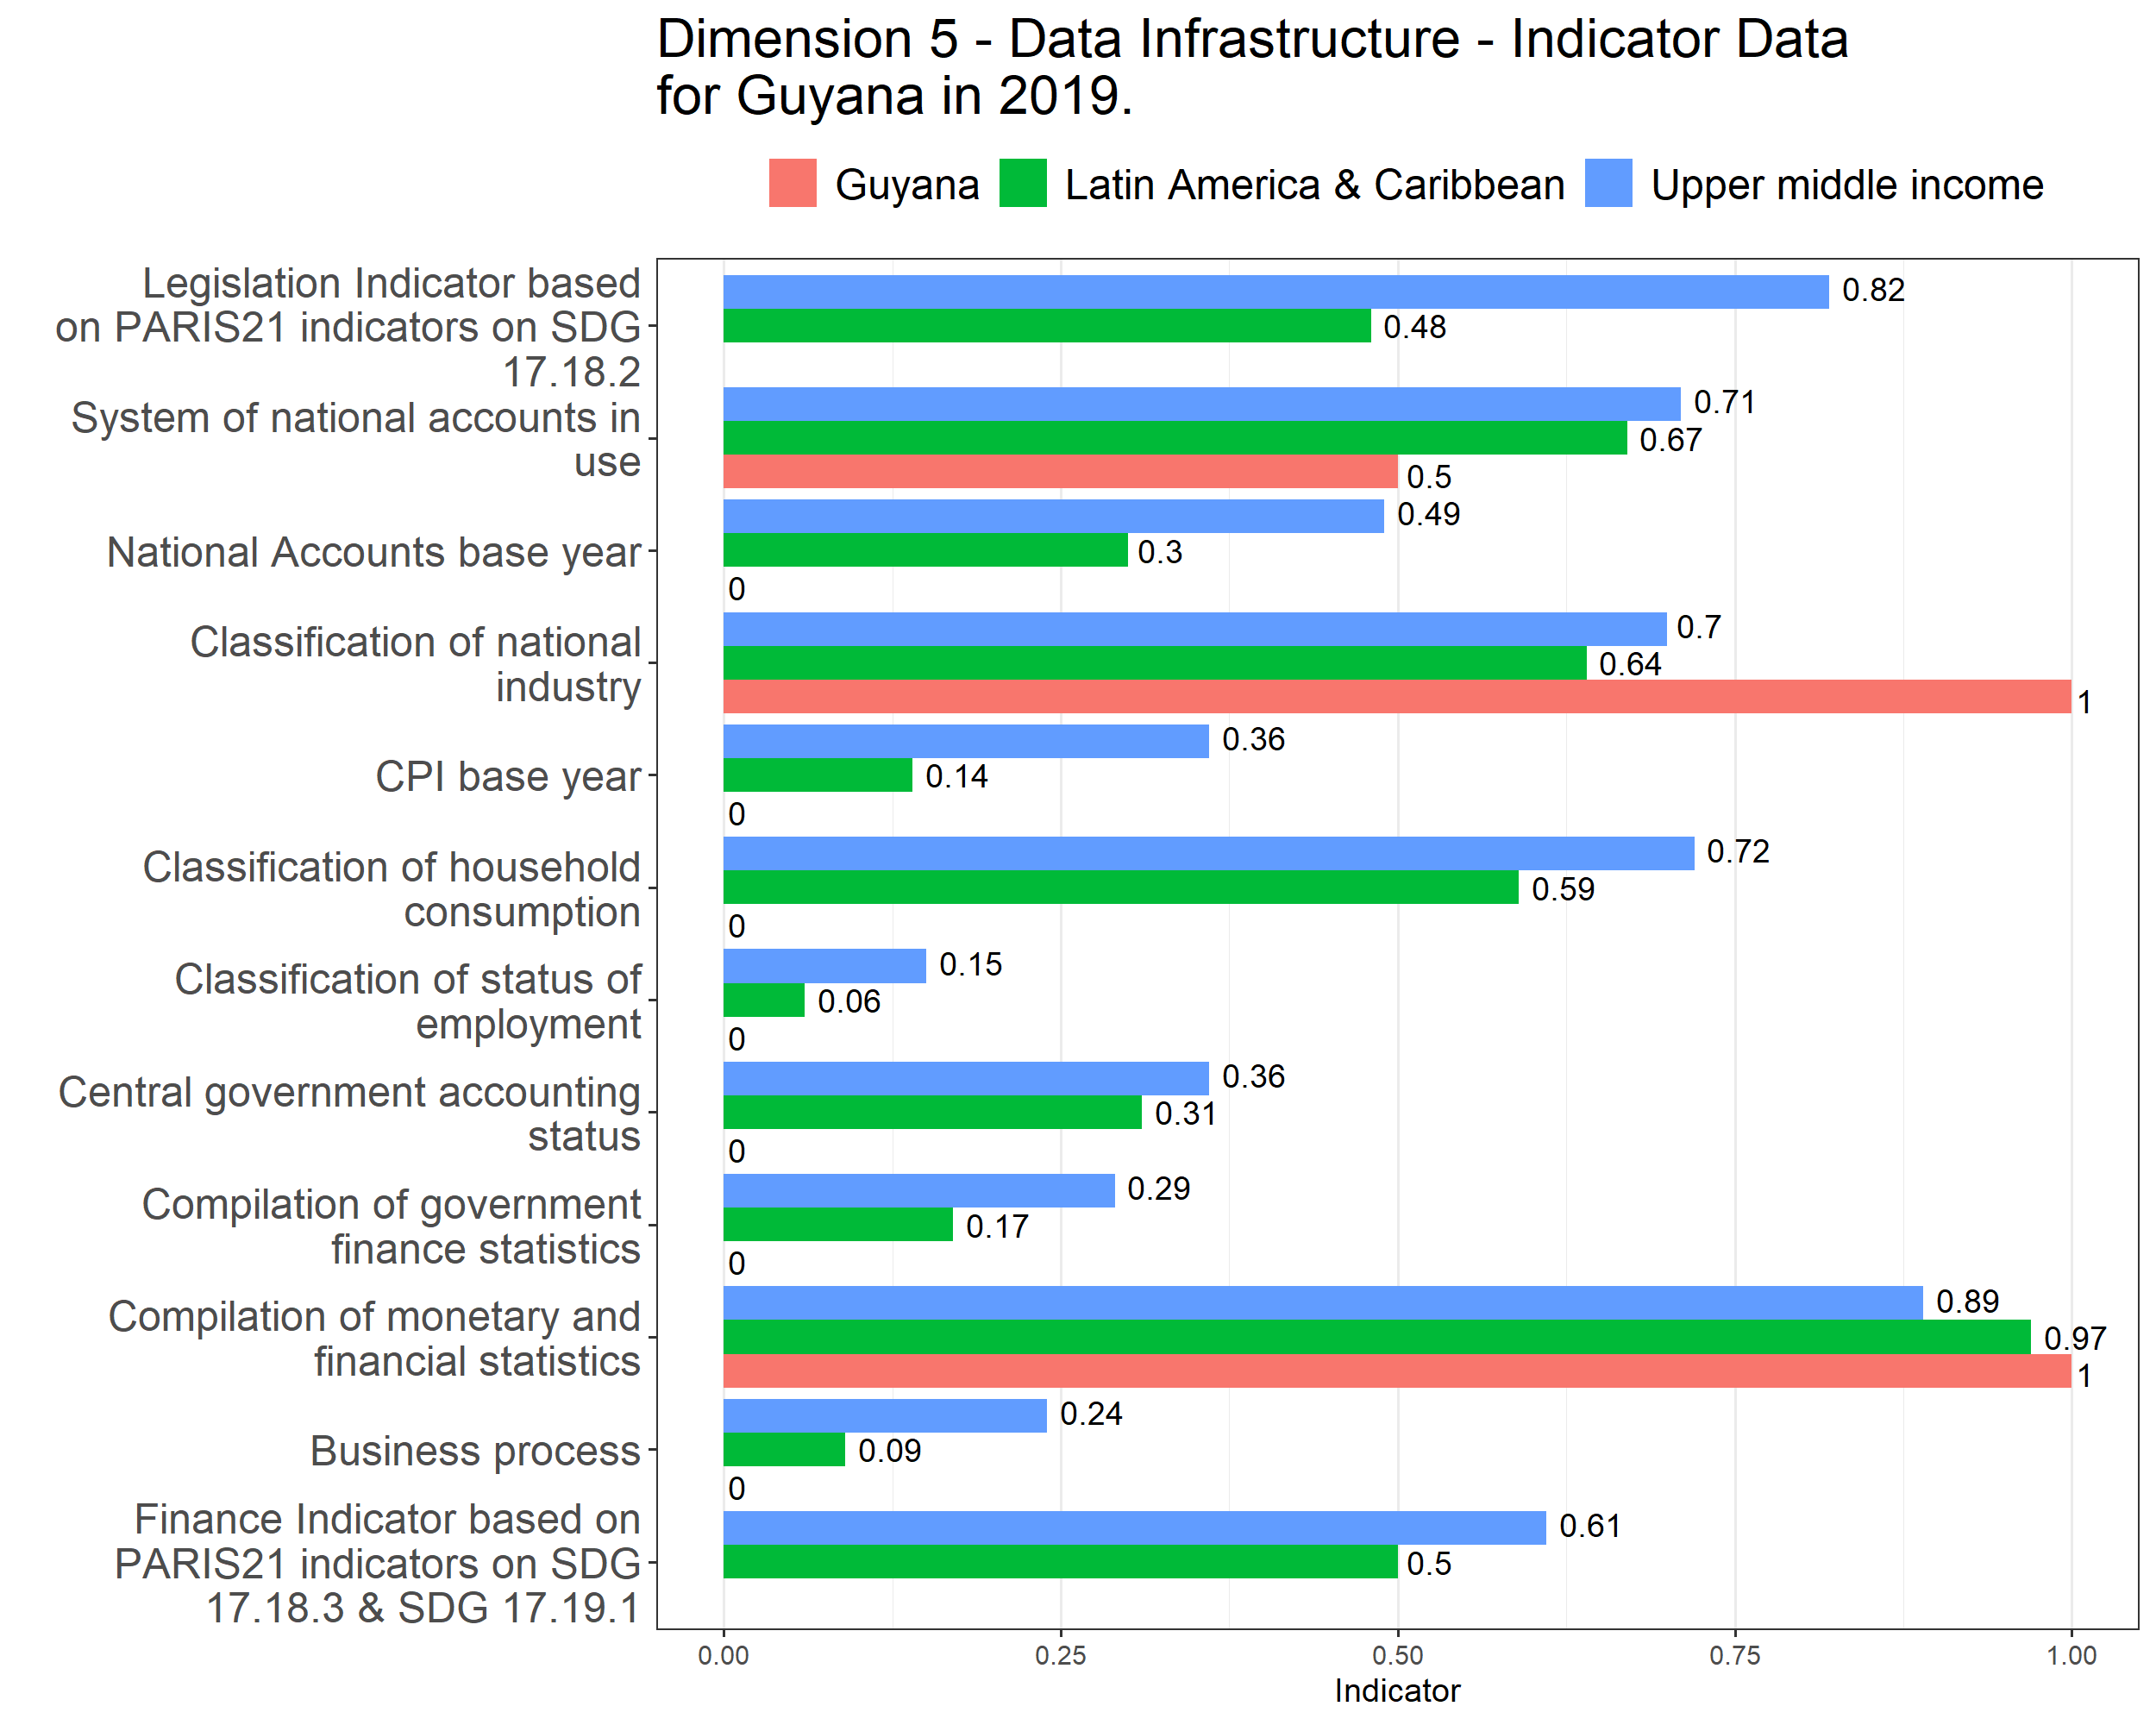 Dimension 5 - Data Infrastructure - Indicator Data
for Guyana in 2019.
Guyana
Latin America & Caribbean
Upper middle income
Legislation Indicator based
on PARIS21 indicators on SDG
17.18.2
0.82
0.48
System of national accounts in
use
0.71
0.67
0.5
National Accounts base year
0.49
0.3
0
Classification of national
industry
0.7
0.64
1
CPI base year
0.36
0.14
0
Classification of household
consumption
0.72
0.59
0
Classification of status of
employment
0.15
0.06
0
Central government accounting
status
0.36
0.31
0
Compilation of government
finance statistics
0.29
0.17
0
Compilation of monetary and
financial statistics
0.89
0.97
1
Business process
0.24
0.09
0
Finance Indicator based on
PARIS21 indicators on SDG
17.18.3 & SDG 17.19.1
0.61
0.5
0.00
0.25
0.50
0.75
1.00
Indicator